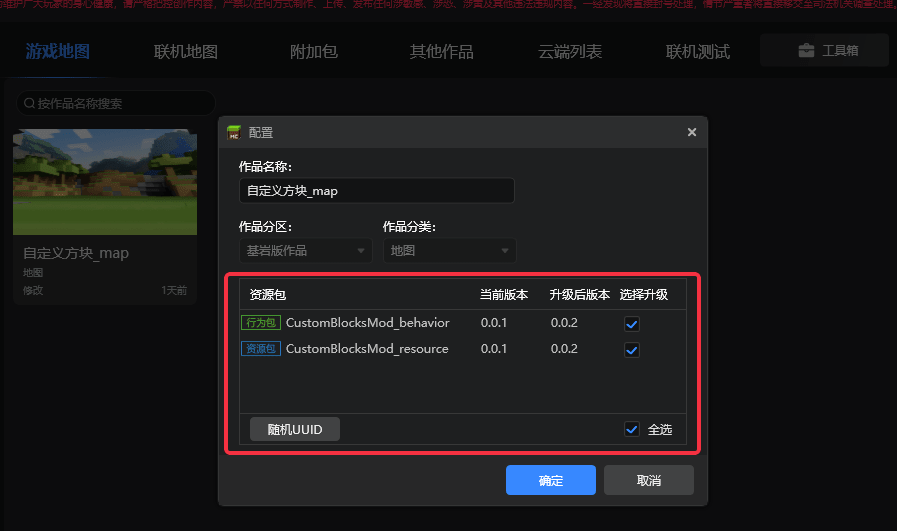 维护广大玩家的身心健康，请严格把控创作内容，严禁以任何方式制作、上传、发布任何涉敏感、涉恐、涉黄及其他违法违规内容。一经发现将直接封号处理，情节严重者将直接移交至司法机关调查处理。
游戏地图 联机地图 附加包 其他作品 云端列表 联机测试 工具箱
按作品名称搜索
自定义方块_map
地图
修改 1天前
配置
作品名称：
自定义方块_map
作品分区： 作品分类：
基岩版作品 地图
资源包 当前版本 升级后版本 选择升级
行为包 CustomBlocksMod_behavior 0.0.1 0.0.2
资源包 CustomBlocksMod_resource 0.0.1 0.0.2
随机UUID 全选
确定 取消